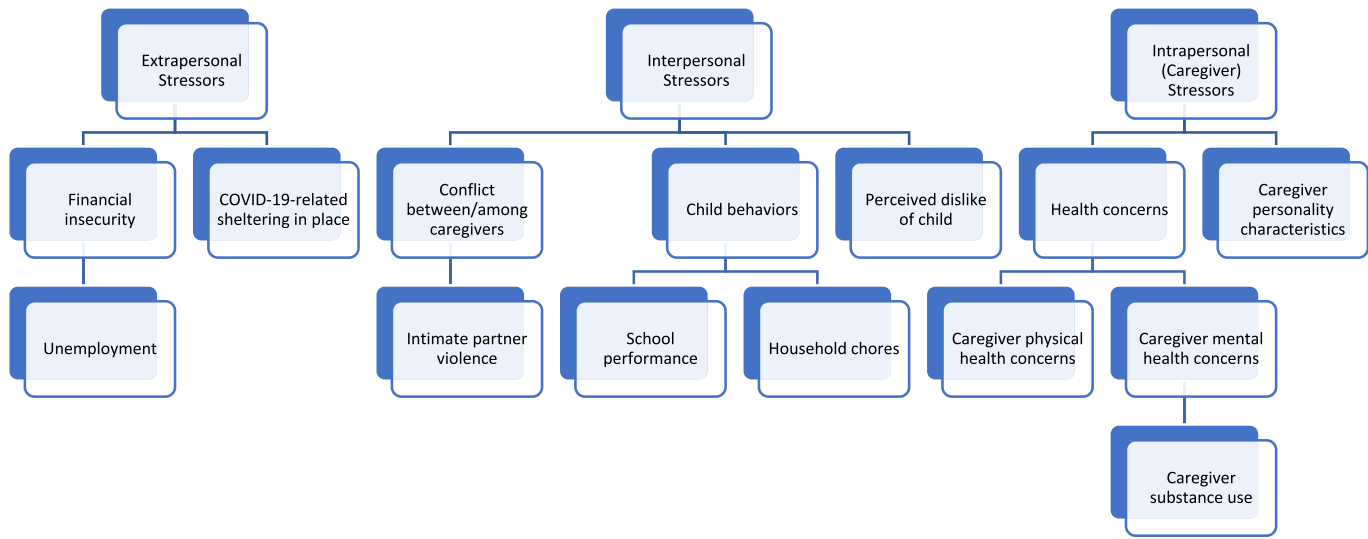 Extrapersonal
Stressors
Interpersonal
Stressors
Intrapersonal
(Caregiver)
Stressors
Financial
insecurity
COVID-19-related
sheltering in place
Conflict
between/among
caregivers
Child behaviors
Perceived dislike
of child
Health concerns
Caregiver
personality
characteristics
Unemployment
Intimate partner
violence
School
performance
Household chores
Caregiver physical
health concerns
Caregiver mental
health concerns
Caregiver
substance use